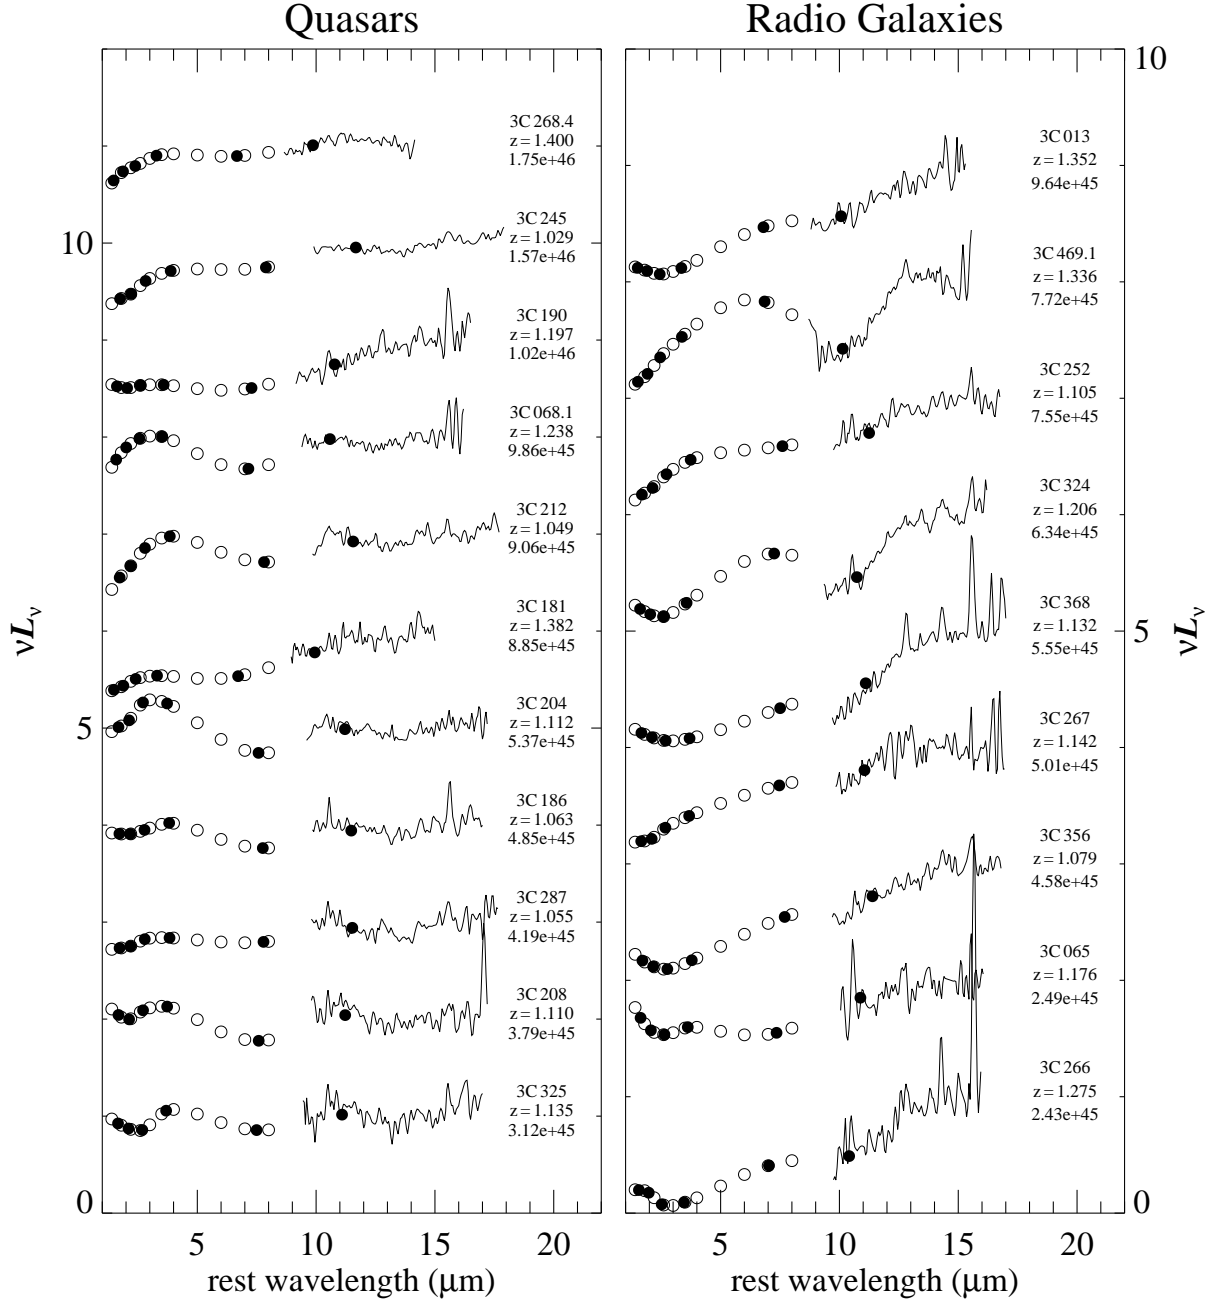 Quasars
Radio Galaxies
3C 268.4
z = 1.400
1.75e+46
3C 245
z = 1.029
1.57e+46
3C 190
z = 1.197
1.02e+46
3C 068.1
z = 1.238
9.86e+45
3C 212
z = 1.049
9.06e+45
3C 181
z = 1.382
8.85e+45
3C 204
z = 1.112
5.37e+45
3C 186
z = 1.063
4.85e+45
3C 287
z = 1.055
4.19e+45
3C 208
z = 1.110
3.79e+45
3C 325
z = 1.135
3.12e+45
10
5
0
νLν
5
10
15
20
rest wavelength (μm)
3C 013
z = 1.352
9.64e+45
3C 469.1
z = 1.336
7.72e+45
3C 252
z = 1.105
7.55e+45
3C 324
z = 1.206
6.34e+45
3C 368
z = 1.132
5.55e+45
3C 267
z = 1.142
5.01e+45
3C 356
z = 1.079
4.58e+45
3C 065
z = 1.176
2.49e+45
3C 266
z = 1.275
2.43e+45
10
5
0
νLν
5
10
15
20
rest wavelength (μm)